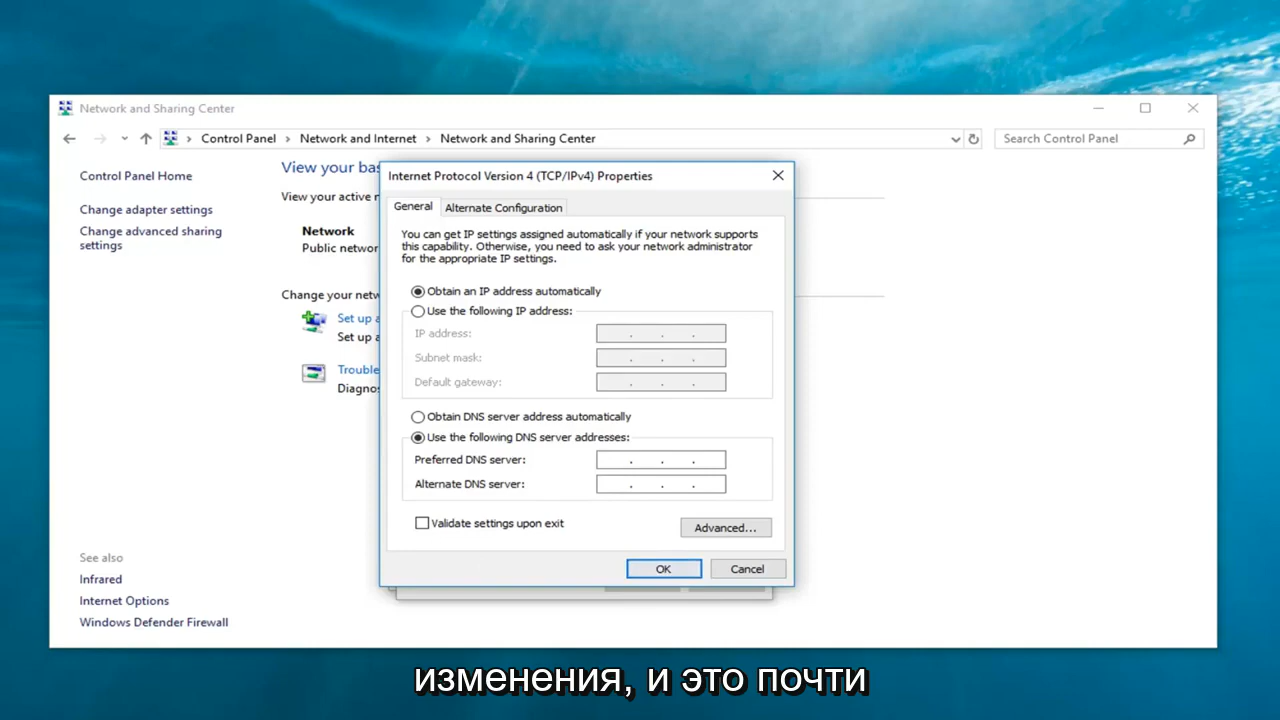 Network and Sharing Center
Control Panel > Network and Internet > Network and Sharing Center
Search Control Panel
Control Panel Home
Change adapter settings
Change advanced sharing
settings
See also
Infrared
Internet Options
Windows Defender Firewall
View your bas
View your active n
Network
Public networ
Change your netw
Set up a
Set up a
Trouble
Diagnos
Internet Protocol Version 4 (TCP/IPv4) Properties
General
Alternate Configuration
You can get IP settings assigned automatically if your network supports
this capability. Otherwise, you need to ask your network administrator
for the appropriate IP settings.
Obtain an IP address automatically
Use the following IP address:
IP address:
Subnet mask:
Default gateway:
Obtain DNS server address automatically
Use the following DNS server addresses:
Preferred DNS server:
Alternate DNS server:
Validate settings upon exit
Advanced...
OK
Cancel
изменения, и это почти